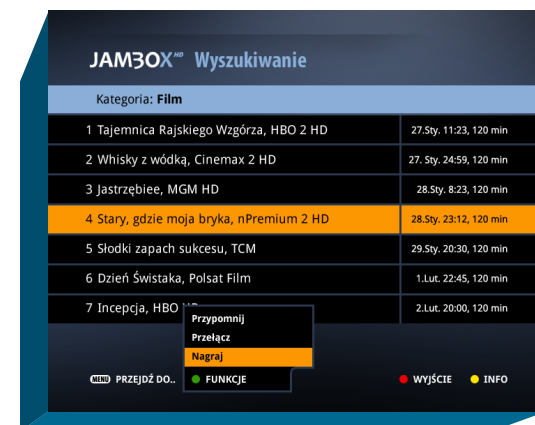 JAMBOX HD Wyszukiwanie
Kategoria: Film
1 Tajemnica Rajskiego Wzgórza, HBO 2 HD 27.Sty. 11:23, 120 min
2 Whisky z wódką, Cinemax 2 HD 27. Sty. 24:59, 120 min
3 Jastrzębiee, MGM HD 28.Sty. 8:23, 120 min
4 Stary, gdzie moja bryka, nPremium 2 HD 28.Sty. 23:12, 120 min
5 Słodki zapach sukcesu, TCM 29.Sty. 20:30, 120 min
6 Dzień Świstaka, Polsat Film 1.Lut. 22:45, 120 min
7 Incepcja, HBO 2.Lut. 20:00, 120 min
Przypomnij
Przełącz
Nagraj
MENU PRZEJDŹ DO.. FUNKCJE WYJŚCIE INFO